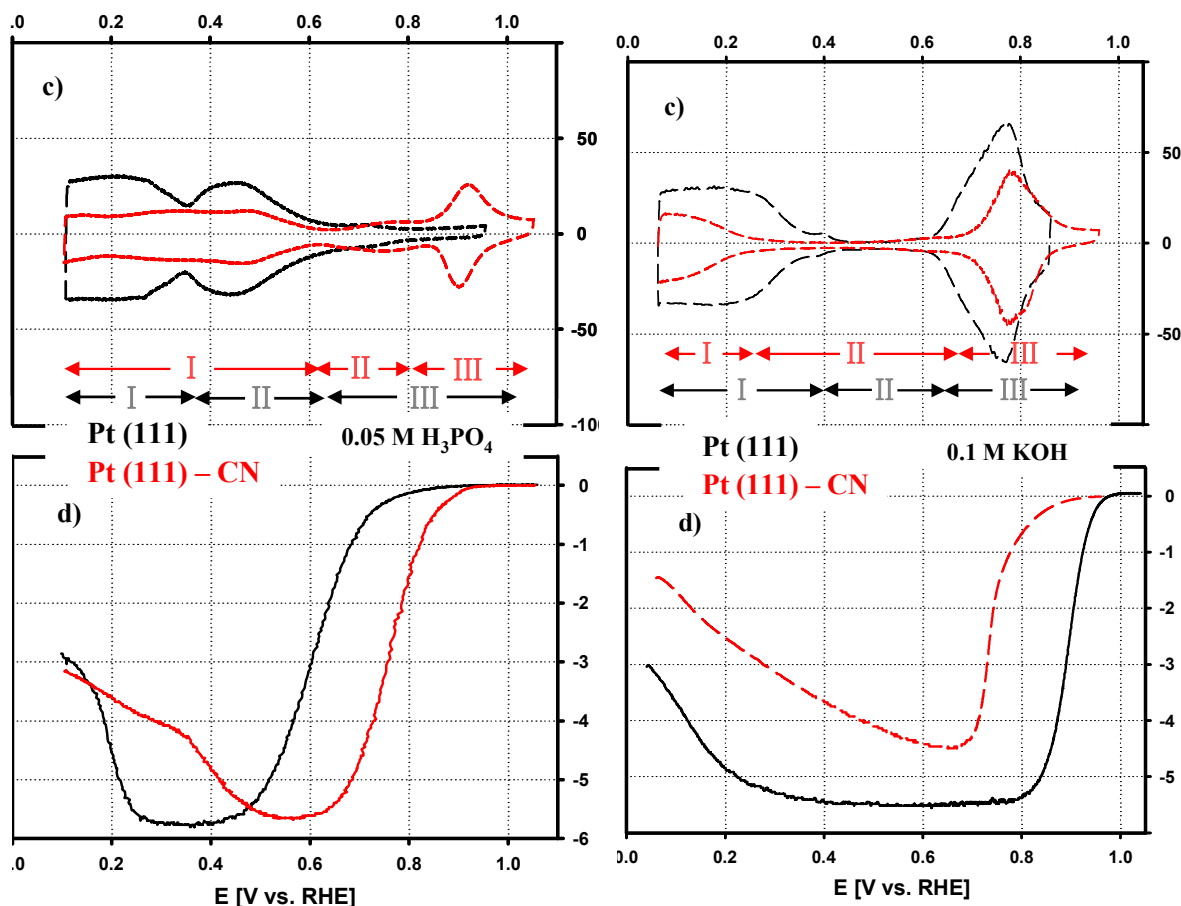 .0 0.2 0.4 0.6 0.8 1.0
c)
50
0
-50
-100
I II III
I II III
Pt (111)
0.05 M H₃PO₄
Pt (111) – CN
d)
0
-1
-2
-3
-4
-5
-6
.0 0.2 0.4 0.6 0.8 1.0
E [V vs. RHE]
0.0 0.2 0.4 0.6 0.8 1.0
c)
50
0
-50
I II III
I II III
Pt (111)
0.1 M KOH
Pt (111) – CN
d)
0
-1
-2
-3
-4
-5
0.0 0.2 0.4 0.6 0.8 1.0
E [V vs. RHE]